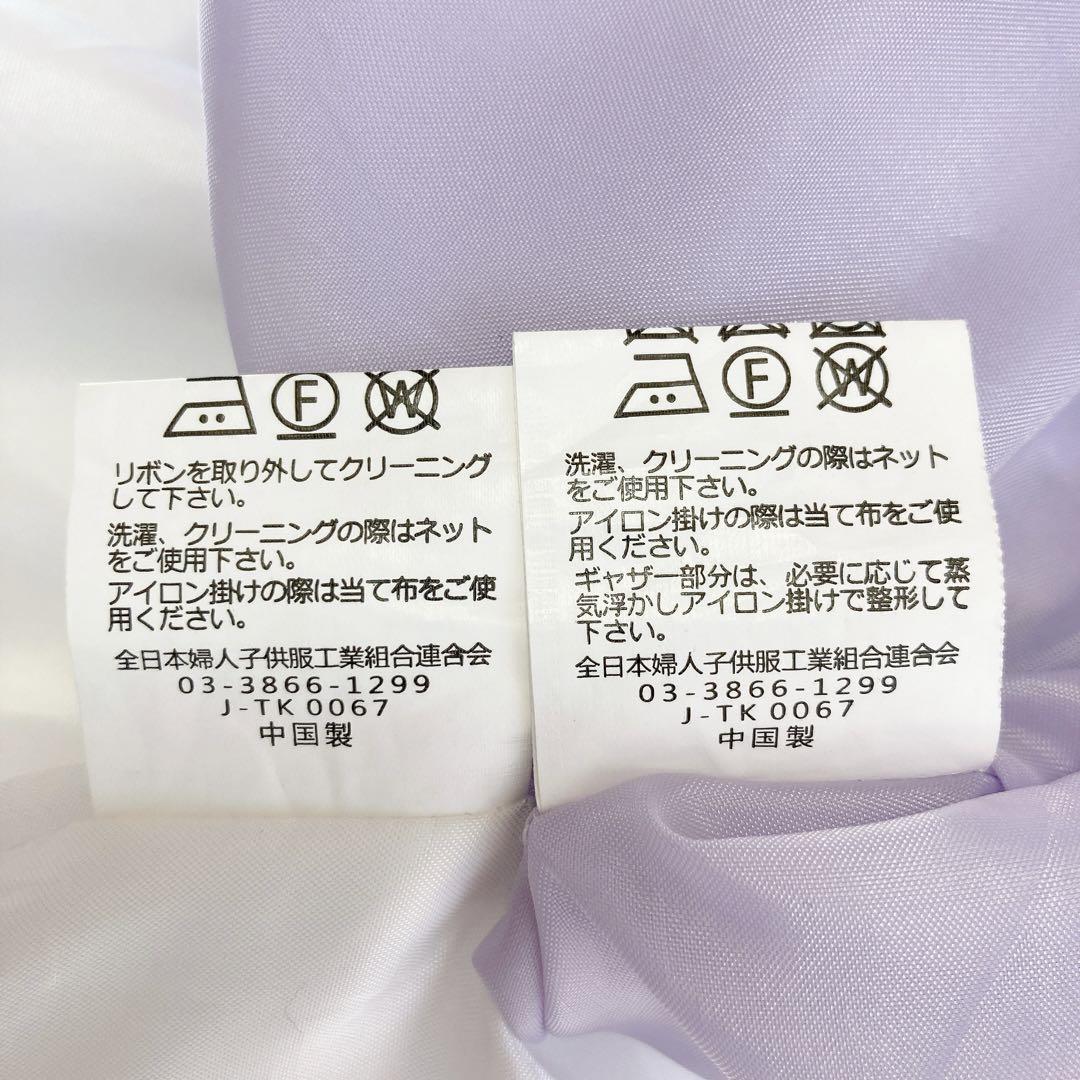 F W
リボンを取り外してクリーニング
して下さい。
洗濯、クリーニングの際はネット
をご使用下さい。
アイロン掛けの際は当て布をご使
用ください。
全日本婦人子供服工業組合連合会
03-3866-1299
J-TK 0067
中国製
F W
洗濯、クリーニングの際はネット
をご使用下さい。
アイロン掛けの際は当て布をご使
用ください。
ギャザー部分は、必要に応じて蒸
気浮かしアイロン掛けで整形して
下さい。
全日本婦人子供服工業組合連合会
03-3866-1299
J-TK 0067
中国製